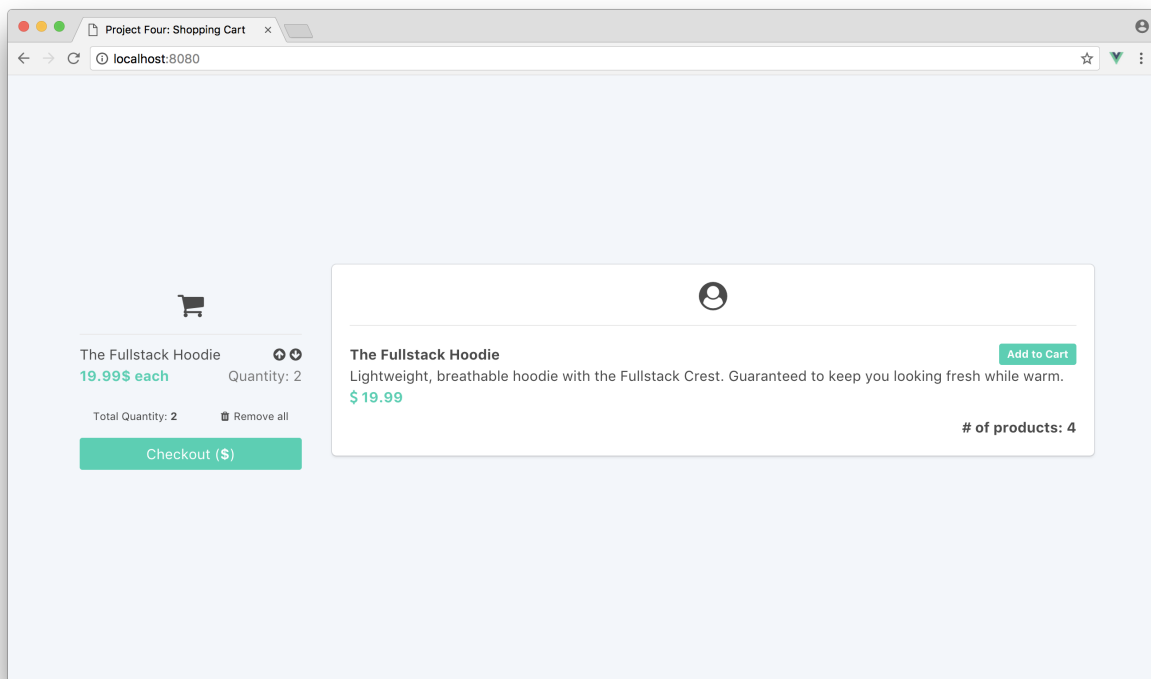 Project Four: Shopping Cart
localhost:8080
The Fullstack Hoodie
19.99$ each Quantity: 2
Total Quantity: 2 Remove all
Checkout ($)
The Fullstack Hoodie Add to Cart
Lightweight, breathable hoodie with the Fullstack Crest. Guaranteed to keep you looking fresh while warm.
$ 19.99
# of products: 4